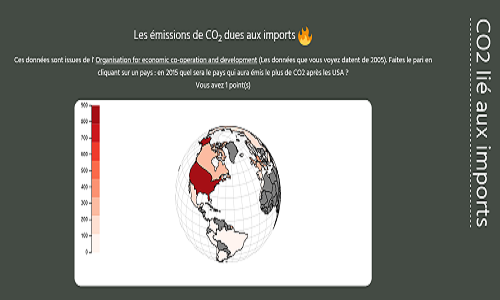 Les émissions de CO2 dues aux imports 🔥
Ces données sont issues de l' Organisation for economic co-operation and development (Les données que vous voyez datent de 2005). Faites le pari en
cliquant sur un pays : en 2015 quel sera le pays qui aura émis le plus de CO2 après les USA ?
Vous avez 1 point(s)
900
800
700
600
500
400
300
200
100
0
CO2 lié aux imports